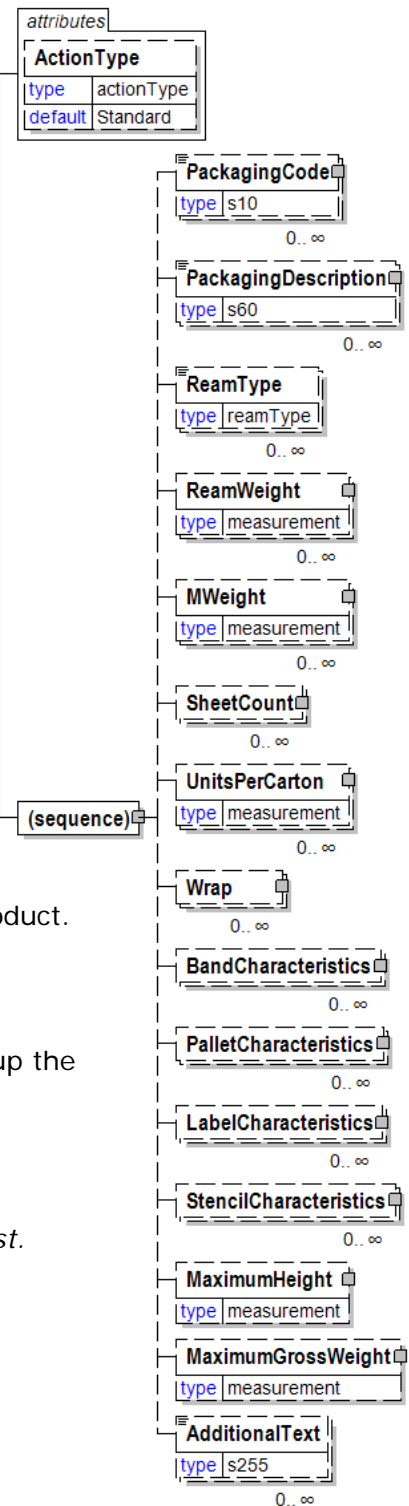 attributes
ActionType
type actionType
default Standard
PackagingCode
type s10
0.. ∞
PackagingDescription
type s60
0.. ∞
ReamType
type reamType
0.. ∞
ReamWeight
type measurement
0.. ∞
MWeight
type measurement
0.. ∞
SheetCount
0.. ∞
UnitsPerCarton
type measurement
0.. ∞
(sequence)
Wrap
0.. ∞
oduct.
BandCharacteristics
0.. ∞
PalletCharacteristics
up the
0.. ∞
LabelCharacteristics
0.. ∞
StencilCharacteristics
0.. ∞
st.
MaximumHeight
type measurement
MaximumGrossWeight
type measurement
AdditionalText
type s255
0.. ∞